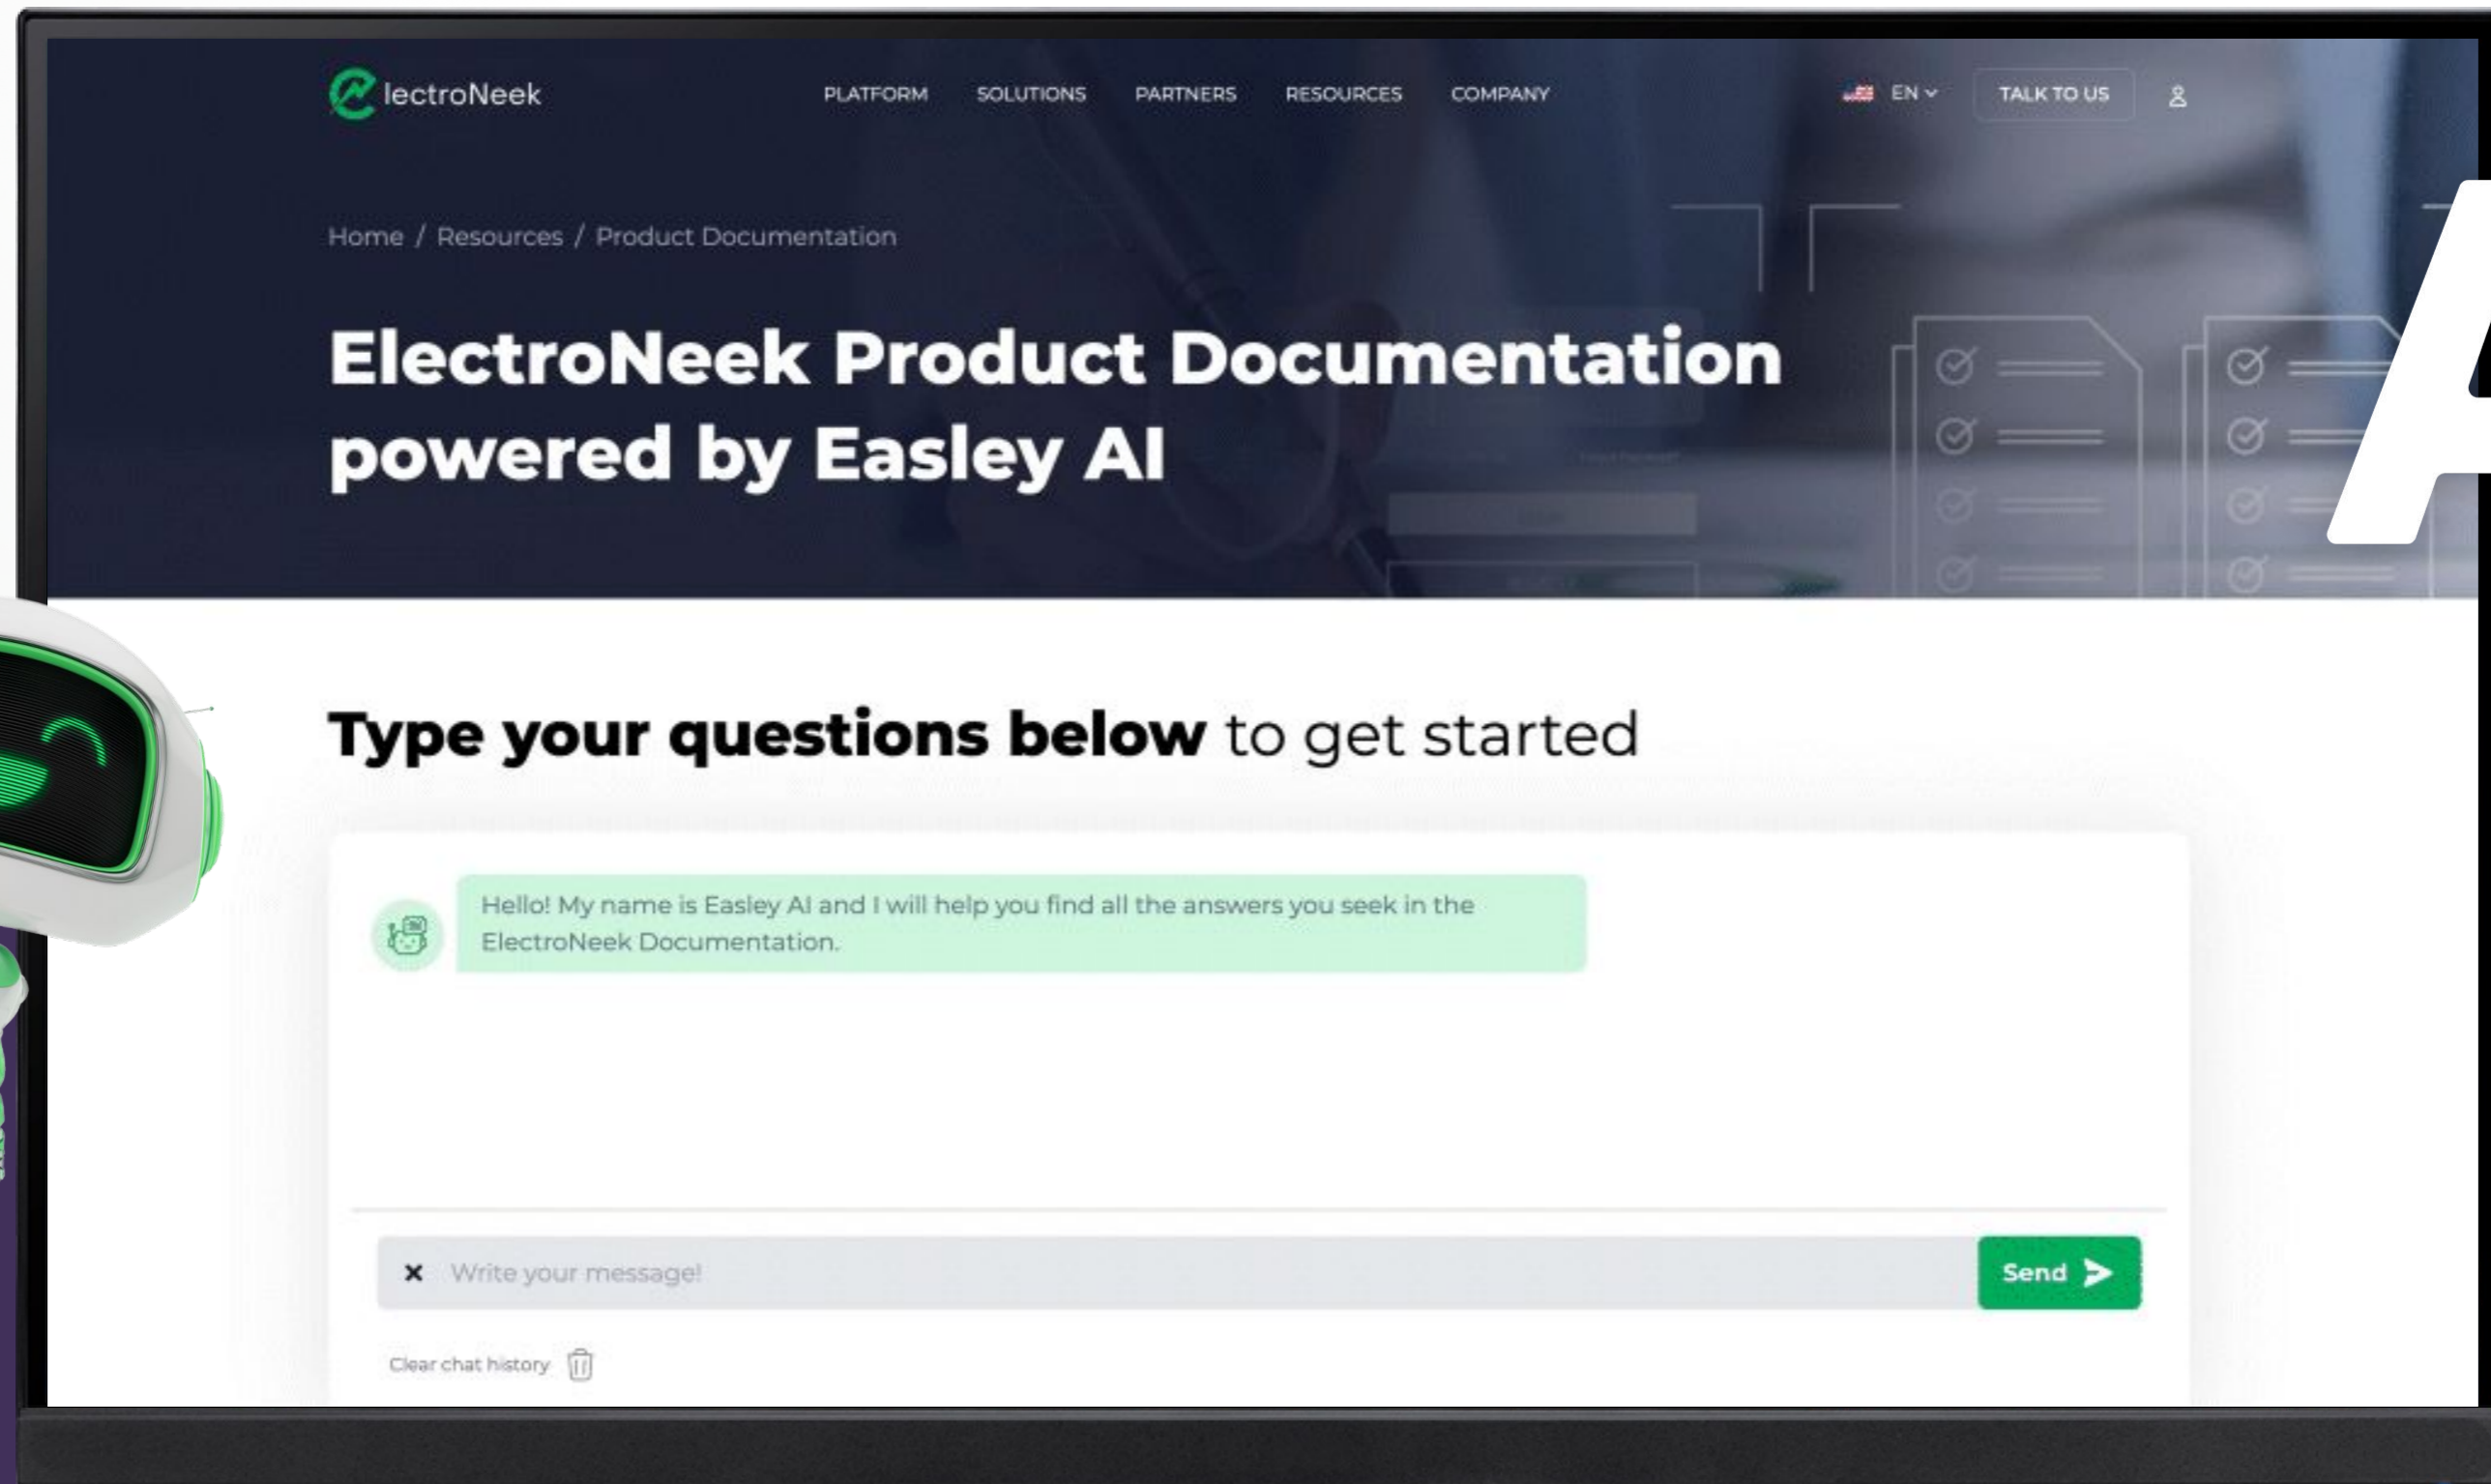 ElectroNeek
PLATFORM SOLUTIONS PARTNERS RESOURCES COMPANY
EN
TALK TO US
Home / Resources / Product Documentation
ElectroNeek Product Documentation
powered by Easley AI
Type your questions below to get started
Hello! My name is Easley AI and I will help you find all the answers you seek in the
ElectroNeek Documentation.
Write your message!
Send
Clear chat history